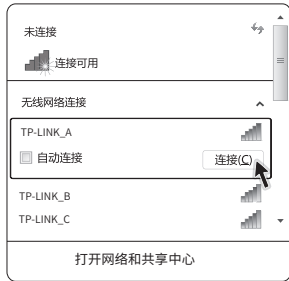 未连接
连接可用
无线网络连接
TP-LINK_A
自动连接
连接(C)
TP-LINK_B
TP-LINK_C
打开网络和共享中心